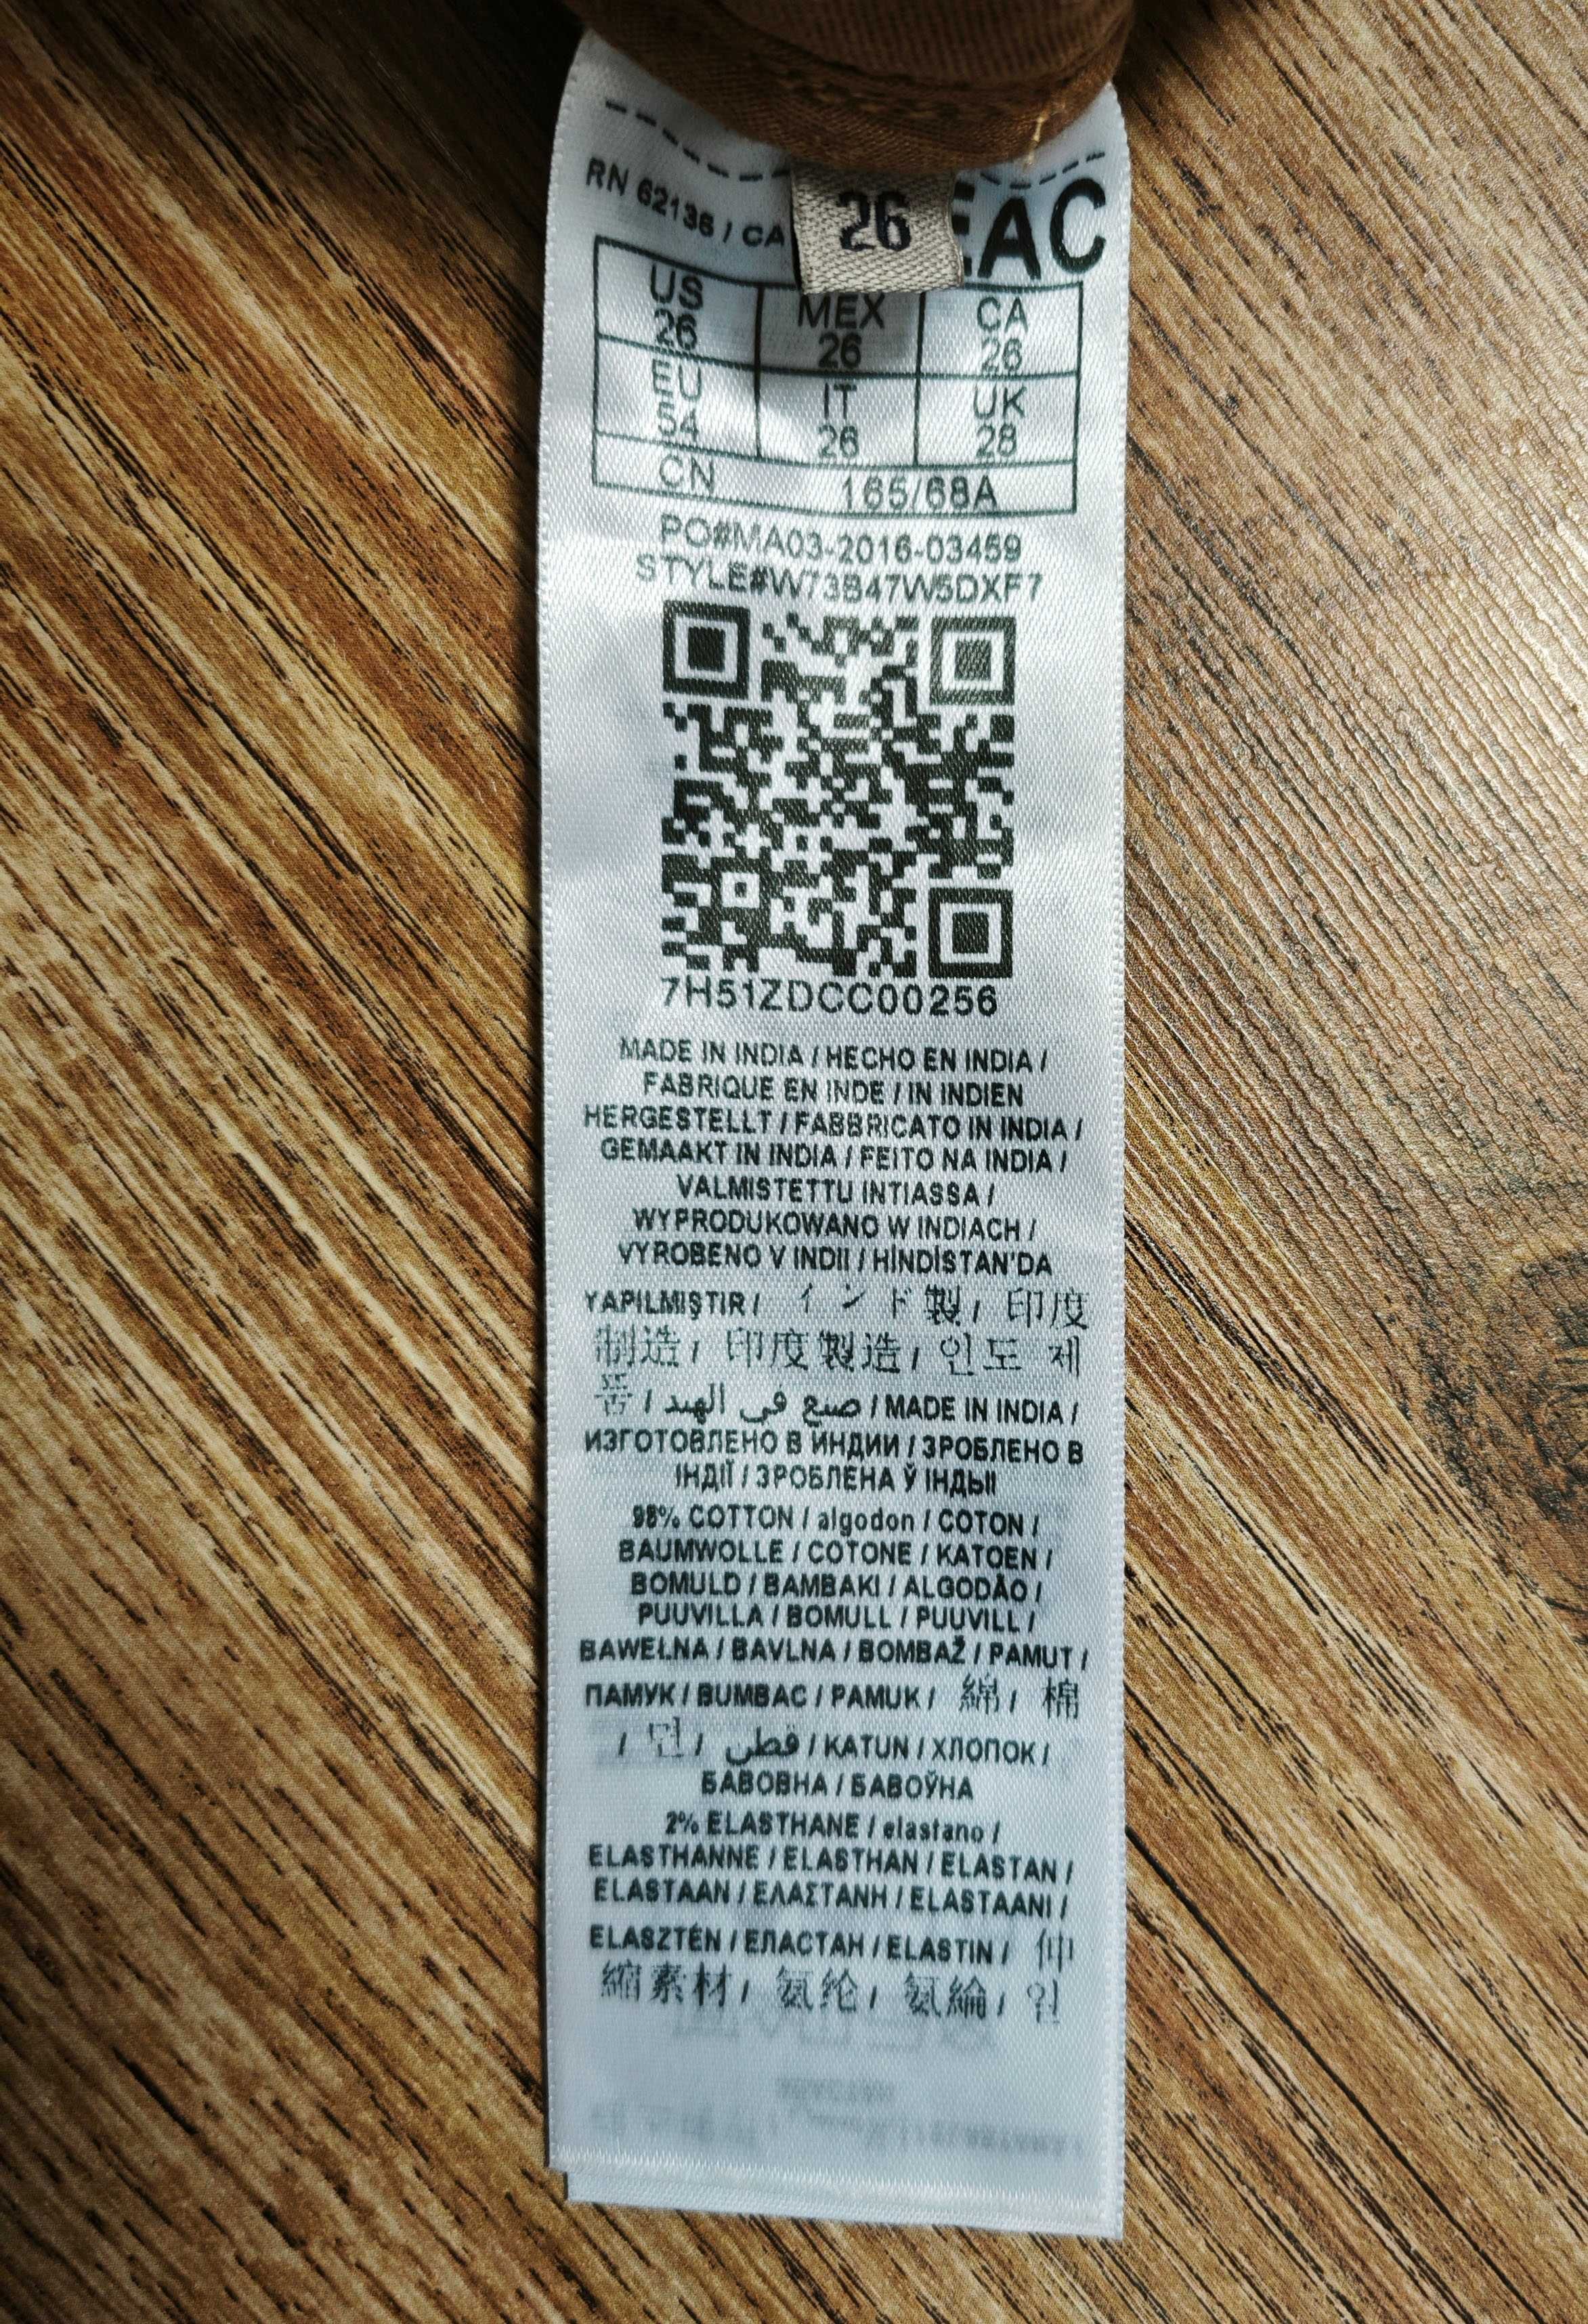 RN 62136 / CA
26
EAC
US MEX CA
26 26 26
EU IT UK
34 26 28
CN 165/68A
PO#MA03-2016-03459
STYLE#W73B47W5DXF7
7H51ZDCC00256
MADE IN INDIA / HECHO EN INDIA /
FABRIQUE EN INDE / IN INDIEN
HERGESTELLT / FABBRICATO IN INDIA /
GEMAAKT IN INDIA / FEITO NA INDIA /
VALMISTETTU INTIASSA /
WYPRODUKOWANO W INDIACH /
VYROBENO V INDII / HİNDİSTAN'DA
YAPILMIŞTIR / インド製 / 印度
制造 / 印度製造 / 인도 제
품 / صنع في الهند / MADE IN INDIA /
ИЗГОТОВЛЕНО В ИНДИИ / ЗРОБЛЕНО В
ІНДІЇ / ЗРОБЛЕНА Ў ІНДЫІ
98% COTTON / algodon / COTON /
BAUMWOLLE / COTONE / KATOEN /
BOMULD / BAMBAKI / ALGODÃO /
PUUVILLA / BOMULL / PUUVILL /
BAWEŁNA / BAVLNA / BOMBAŽ / PAMUT /
ПАМУК / BUMBAC / PAMUK / 綿 / 棉
/ 면 / قطن / KATUN / ХЛОПОК /
БАВОВНА / БАВОЎНА
2% ELASTHANE / elastano /
ELASTHANNE / ELASTHAN / ELASTAN /
ELASTAAN / ΕΛΑΣΤΑΝΗ / ELASTAANI /
ELASZTÉN / ЕЛАСТАН / ELASTIN / 伸
縮素材 / 氨纶 / 氨綸 /